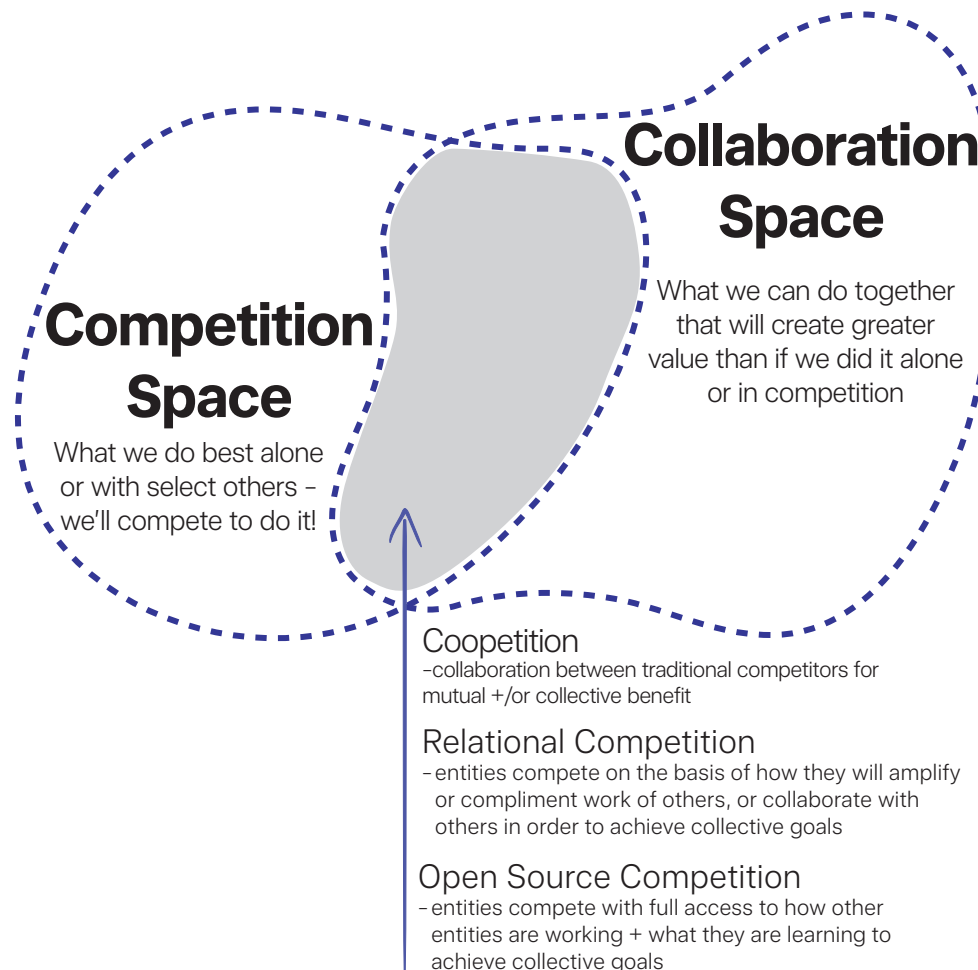 Collaboration
Space
What we can do together
that will create greater
value than if we did it alone
or in competition
Competition
Space
What we do best alone
or with select others –
we'll compete to do it!
Coopetition
–collaboration between traditional competitors for
mutual +/or collective benefit
Relational Competition
– entities compete on the basis of how they will amplify
or compliment work of others, or collaborate with
others in order to achieve collective goals
Open Source Competition
– entities compete with full access to how other
entities are working + what they are learning to
achieve collective goals